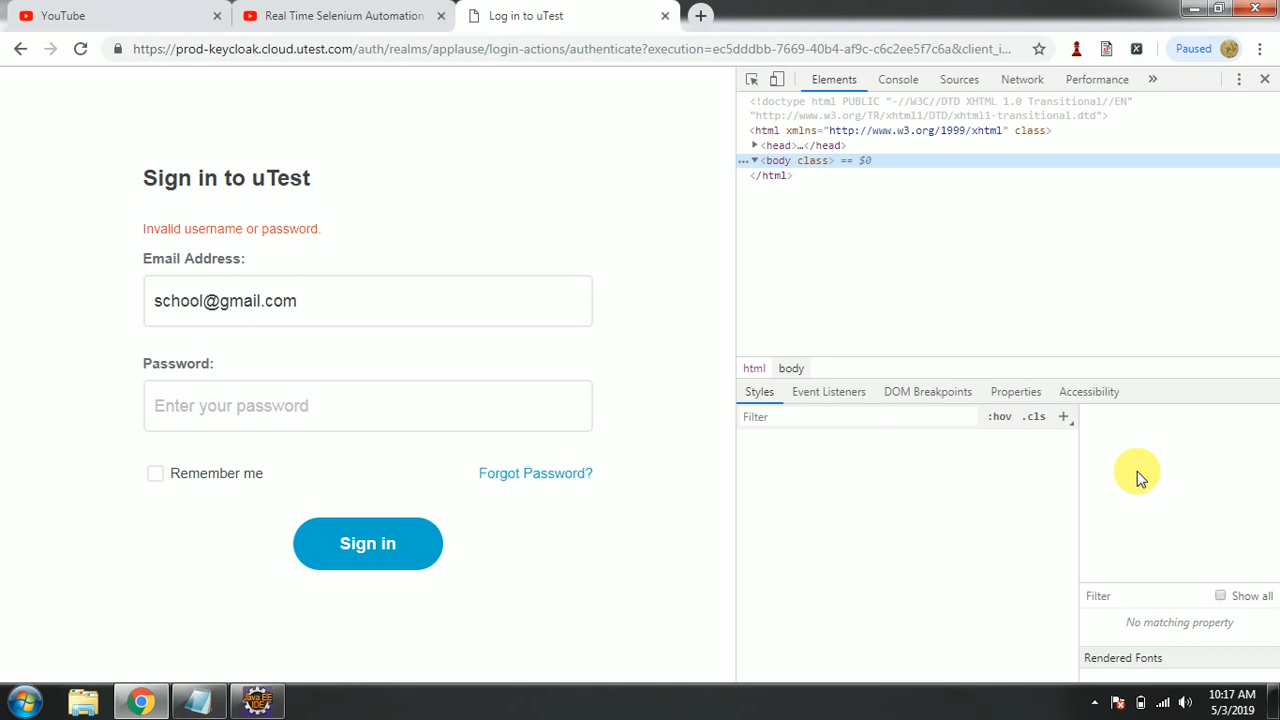 YouTube
Real Time Selenium Automation
Log in to uTest
https://prod-keycloak.cloud.utest.com/auth/realms/applause/login-actions/authenticate?execution=ec5dddbb-7669-40b4-af9c-c6c2ee5f7c6a&client_i...
Paused
Elements
Console
Sources
Network
Performance
»
<!doctype html PUBLIC "-//W3C//DTD XHTML 1.0 Transitional//EN"
"http://www.w3.org/TR/xhtml1/DTD/xhtml1-transitional.dtd">
<html xmlns="http://www.w3.org/1999/xhtml" class>
<head>…</head>
<body class> == $0
</html>
Sign in to uTest
Invalid username or password.
Email Address:
school@gmail.com
Password:
Enter your password
Remember me
Forgot Password?
Sign in
html
body
Styles
Event Listeners
DOM Breakpoints
Properties
Accessibility
Filter
:hov
.cls
+
Filter
Show all
No matching property
Rendered Fonts
Java EE
IDE
10:17 AM
5/3/2019